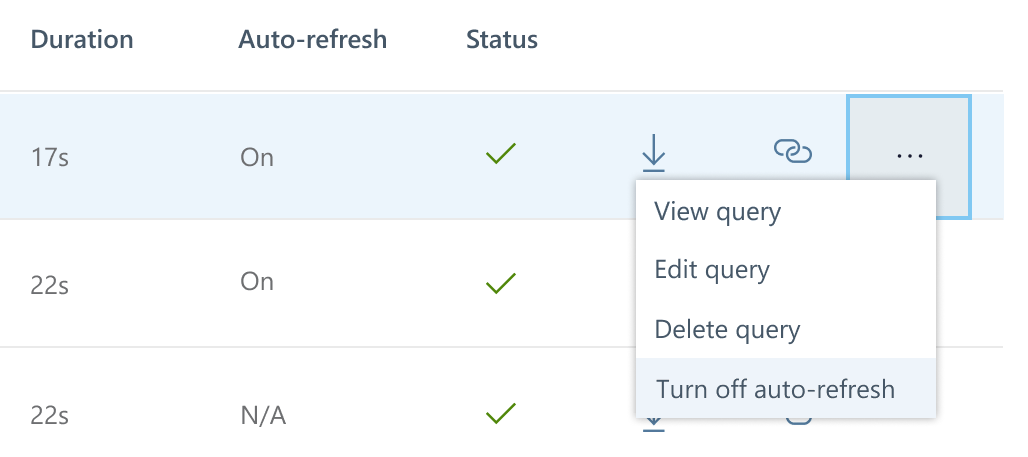 Duration Auto-refresh Status
17s On ...
View query
Edit query
22s On
Delete query
Turn off auto-refresh
22s N/A